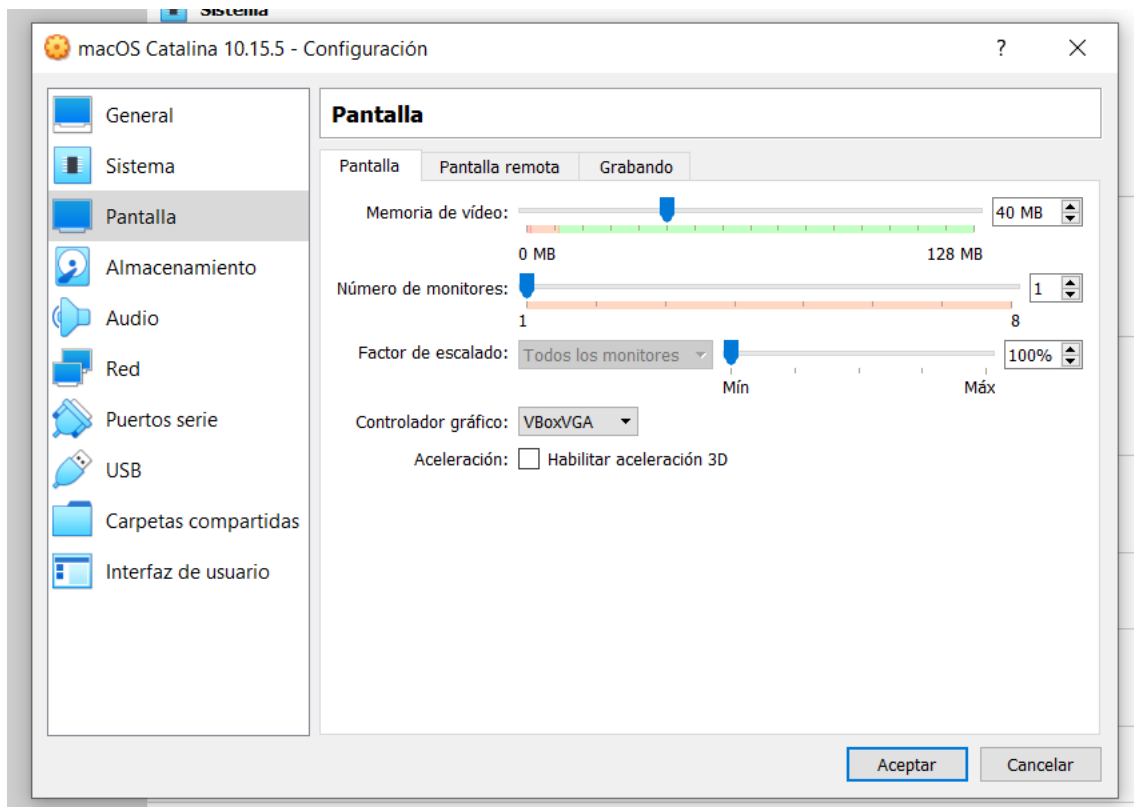 Sistema
macOS Catalina 10.15.5 - Configuración
?
General
Sistema
Pantalla
Almacenamiento
Audio
Red
Puertos serie
USB
Carpetas compartidas
Interfaz de usuario
Pantalla
Pantalla Pantalla remota Grabando
Memoria de vídeo: 40 MB
0 MB 128 MB
Número de monitores: 1
1 8
Factor de escalado: Todos los monitores 100%
Mín Máx
Controlador gráfico: VBoxVGA
Aceleración: Habilitar aceleración 3D
Aceptar Cancelar